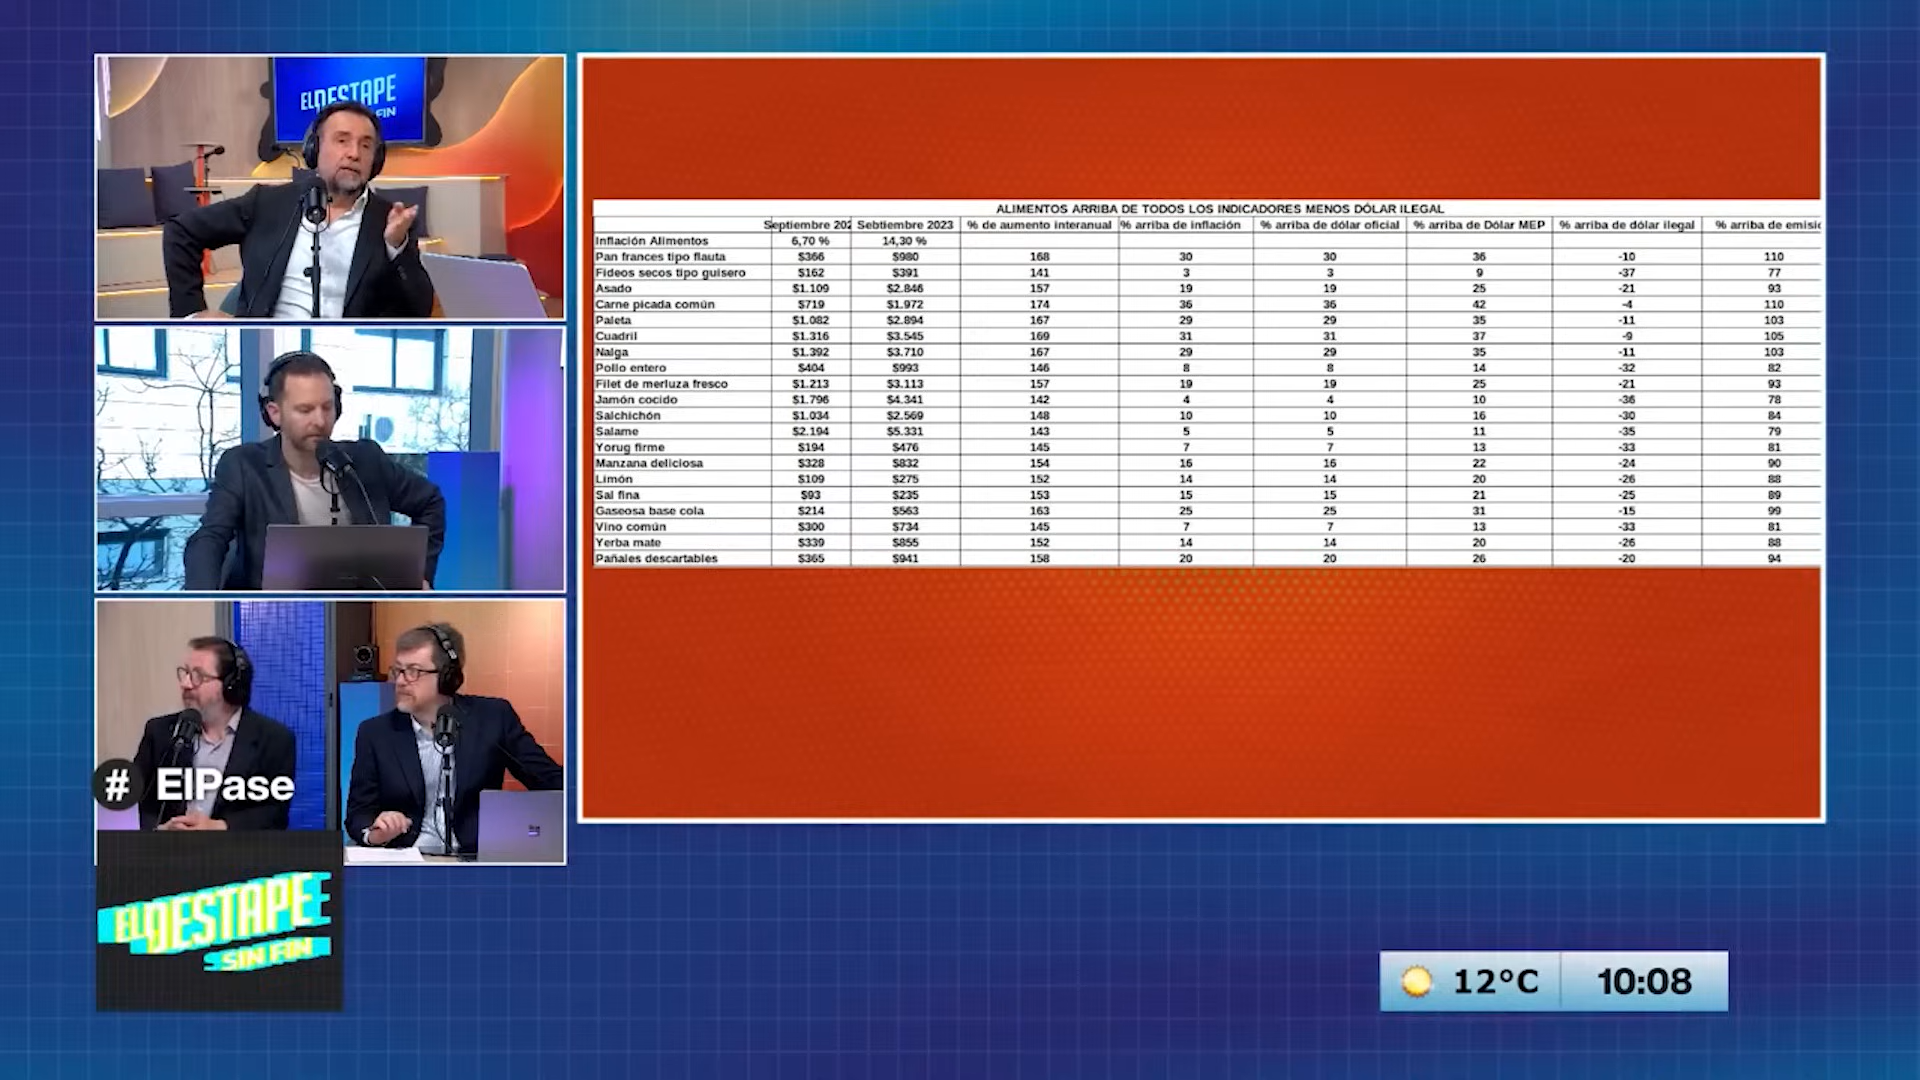 EL DESTAPE
FIN
ALIMENTOS ARRIBA DE TODOS LOS INDICADORES MENOS DÓLAR ILEGAL
Septiembre 202 Sebtiembre 2023 % de aumento interanual % arriba de inflación % arriba de dólar oficial % arriba de Dólar MEP % arriba de dólar ilegal % arriba de emisic
Inflación Alimentos 6,70 % 14,30 %
Pan frances tipo flauta $366 $980 168 30 30 36 -10 110
Fideos secos tipo guisero $162 $391 141 3 3 9 -37 77
Asado $1.109 $2.846 157 19 19 25 -21 93
Carne picada común $719 $1.972 174 36 36 42 -4 110
Paleta $1.082 $2.894 167 29 29 35 -11 103
Cuadril $1.316 $3.545 169 31 31 37 -9 105
Nalga $1.392 $3.710 167 29 29 35 -11 103
Pollo entero $404 $993 146 8 8 14 -32 82
Filet de merluza fresco $1.213 $3.113 157 19 19 25 -21 93
Jamón cocido $1.796 $4.341 142 4 4 10 -36 78
Salchichón $1.034 $2.569 148 10 10 16 -30 84
Salame $2.194 $5.331 143 5 5 11 -35 79
Yorug firme $194 $476 145 7 7 13 -33 81
Manzana deliciosa $328 $832 154 16 16 22 -24 90
Limón $109 $275 152 14 14 20 -26 88
Sal fina $93 $235 153 15 15 21 -25 89
Gaseosa base cola $214 $563 163 25 25 31 -15 99
Vino común $300 $734 145 7 7 13 -33 81
Yerba mate $339 $855 152 14 14 20 -26 88
Pañales descartables $365 $941 158 20 20 26 -20 94
# ElPase
EL DESTAPE
SIN FIN
12°C 10:08